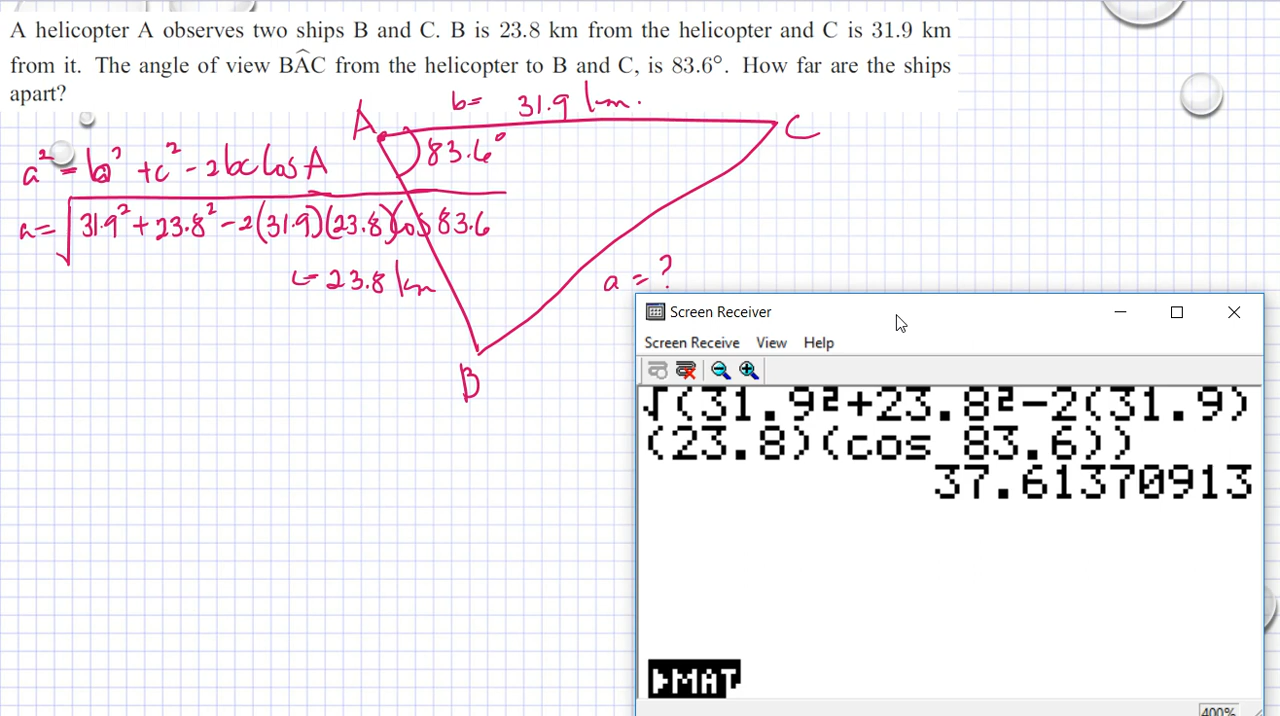 A helicopter A observes two ships B and C. B is 23.8 km from the helicopter and C is 31.9 km
from it. The angle of view BÂC from the helicopter to B and C, is 83.6°. How far are the ships
apart?
b= 31.9 km.
A
C
83.6°
a² = b² + c² - 2bc cos A
a = √31.9² + 23.8² - 2(31.9)(23.8)cos 83.6
c= 23.8 km
a = ?
B
Screen Receiver
Screen Receive View Help
√(31.9²+23.8²-2(31.9)
(23.8)(cos 83.6))
37.61370913
▶MAT
400%